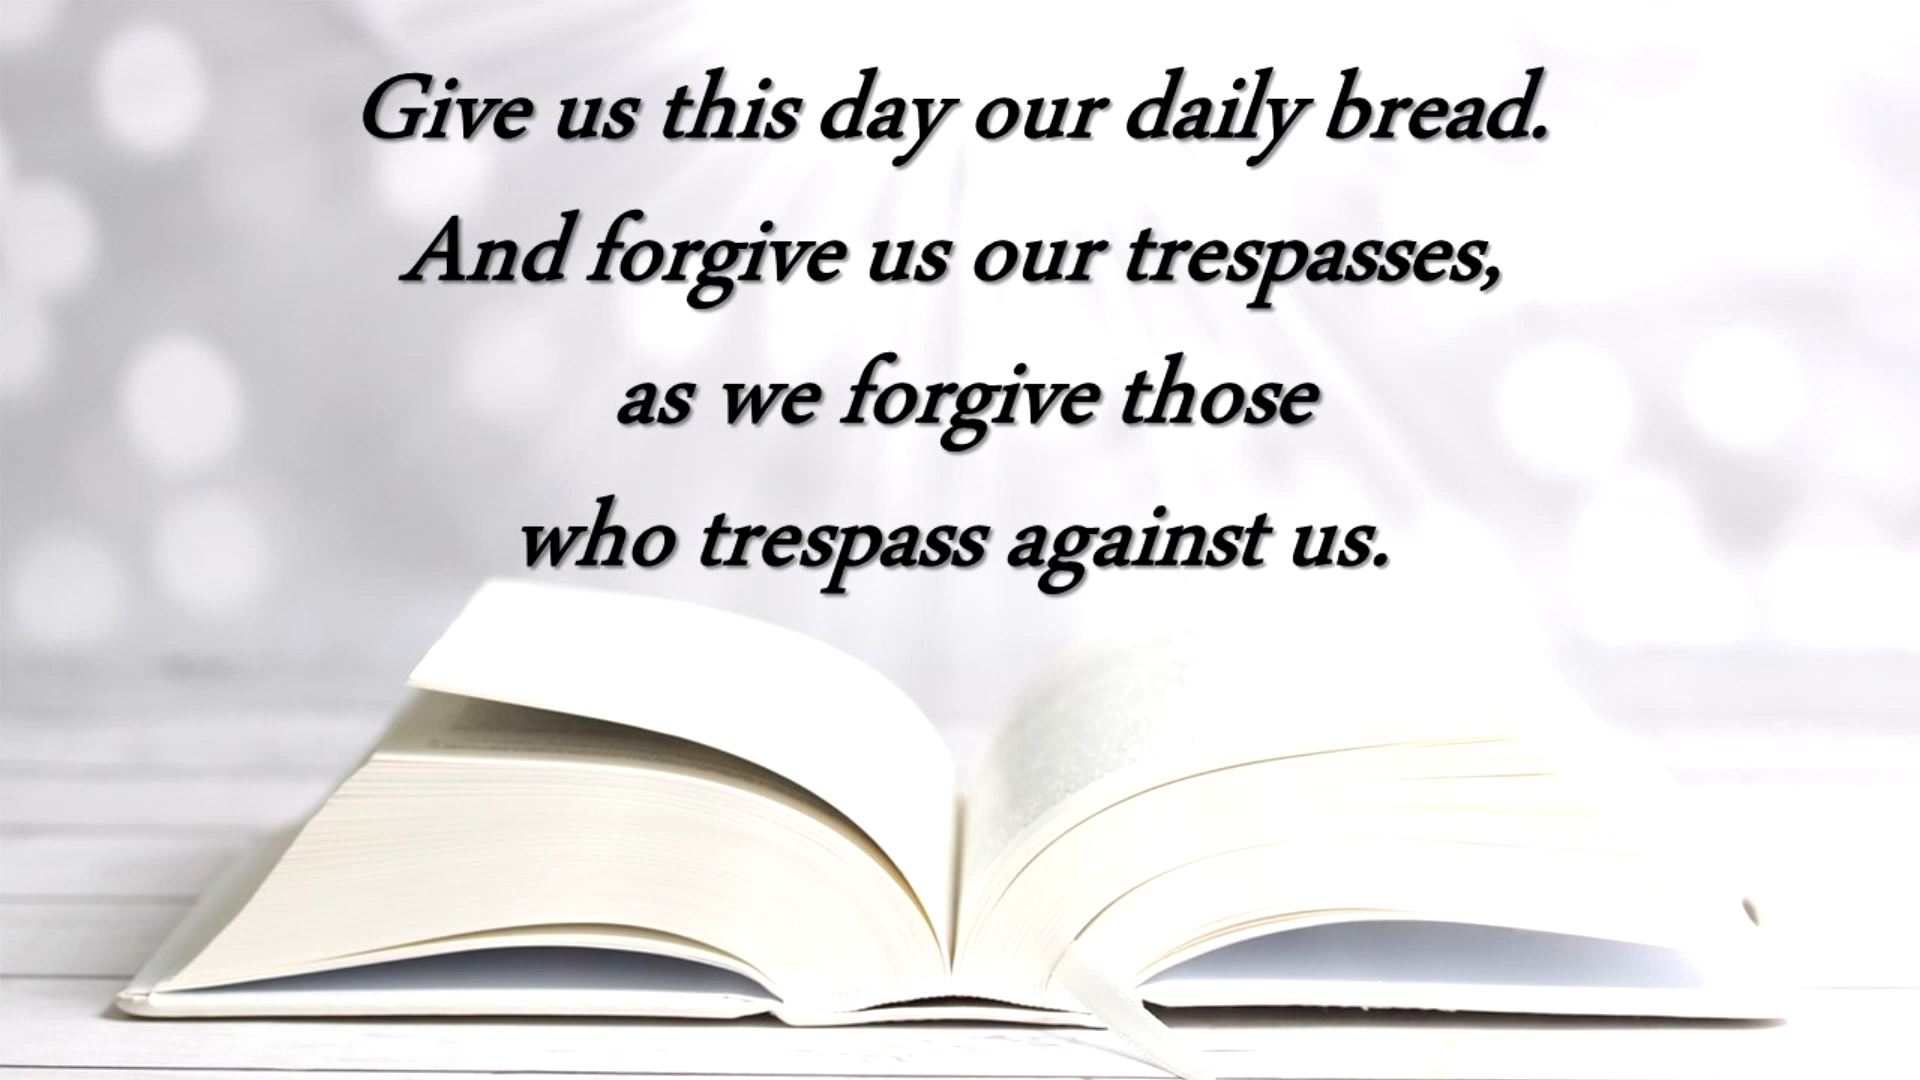 Give us this day our daily bread.
And forgive us our trespasses,
as we forgive those
who trespass against us.